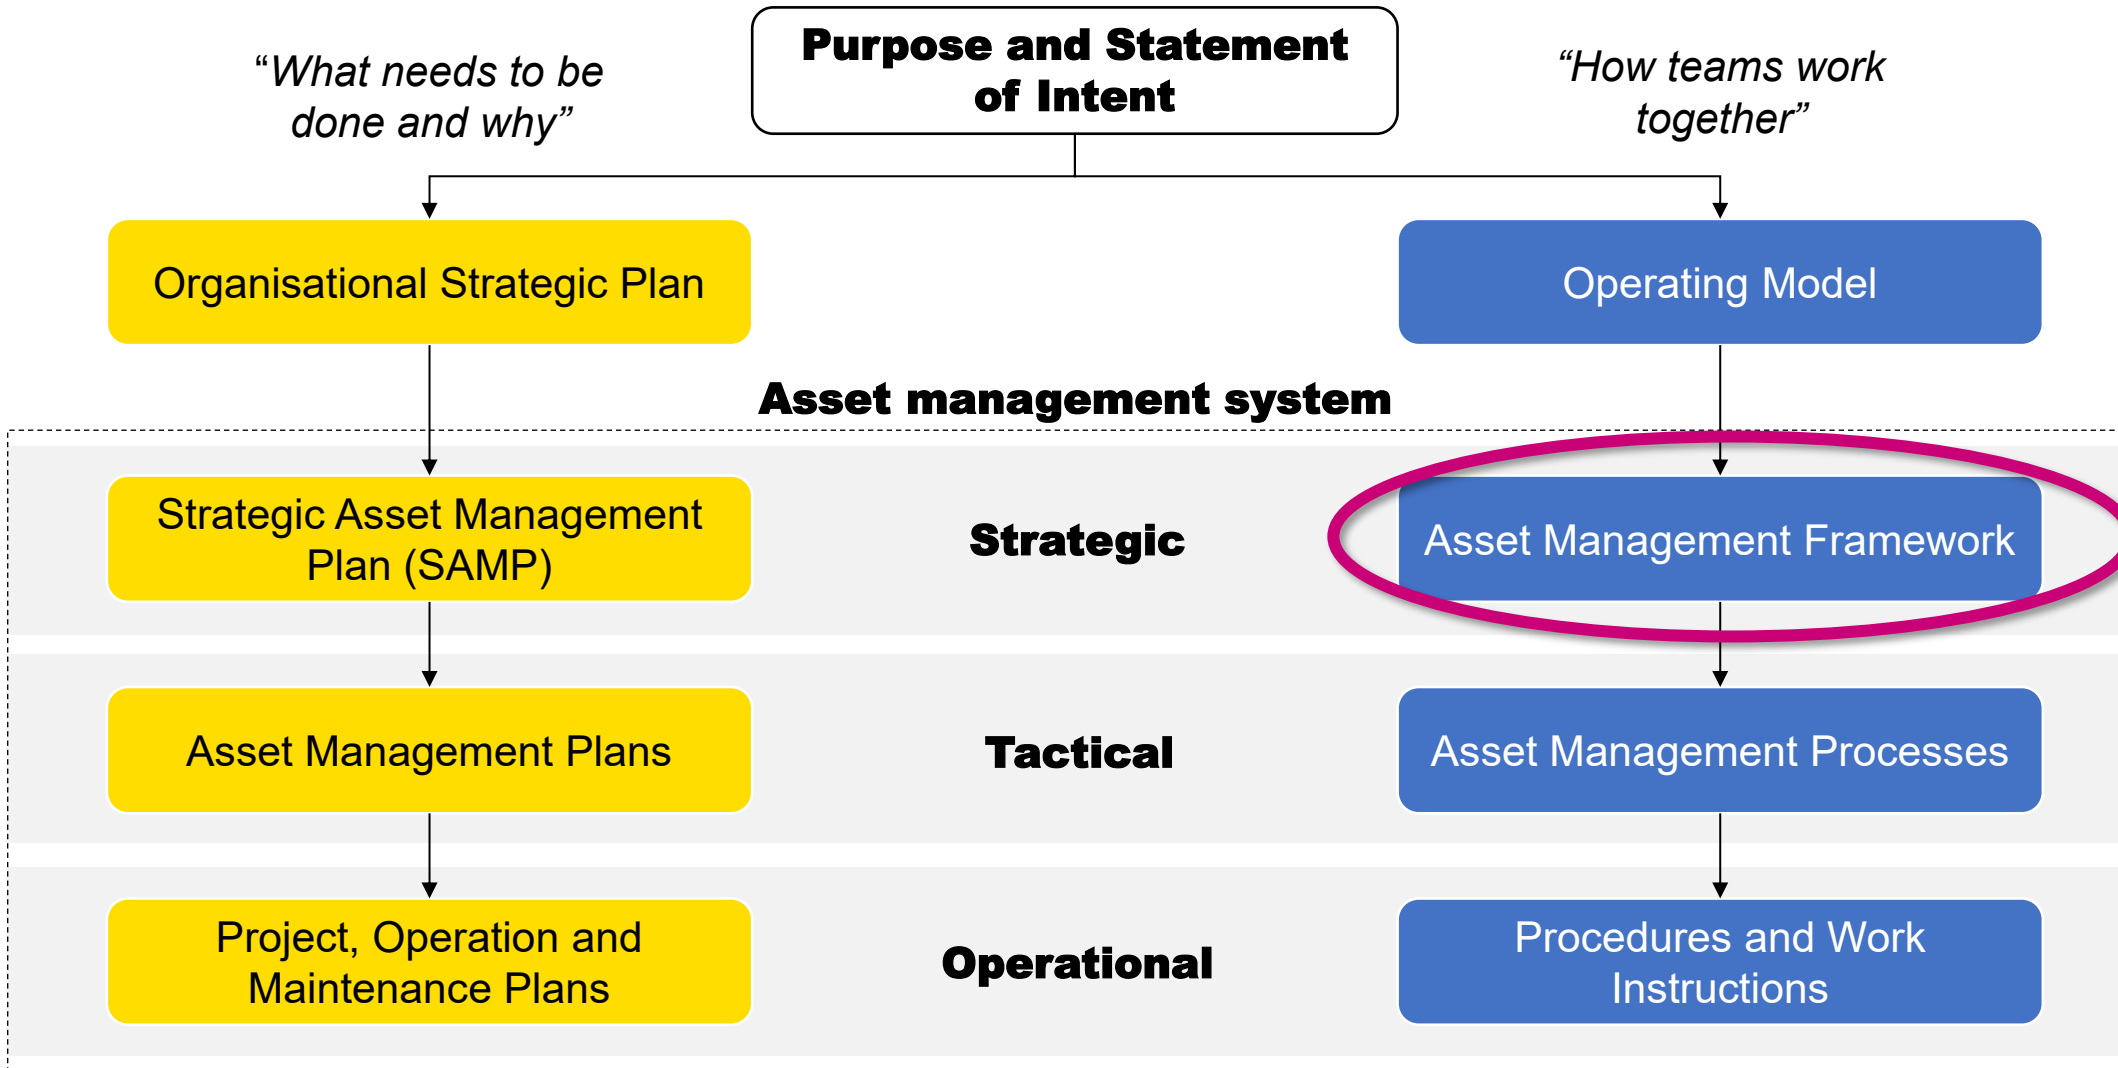 Purpose and Statement
of Intent
“What needs to be
done and why”
“How teams work
together”
Organisational Strategic Plan
Operating Model
Asset management system
Strategic Asset Management
Plan (SAMP)
Strategic
Asset Management Framework
Asset Management Plans
Tactical
Asset Management Processes
Project, Operation and
Maintenance Plans
Operational
Procedures and Work
Instructions